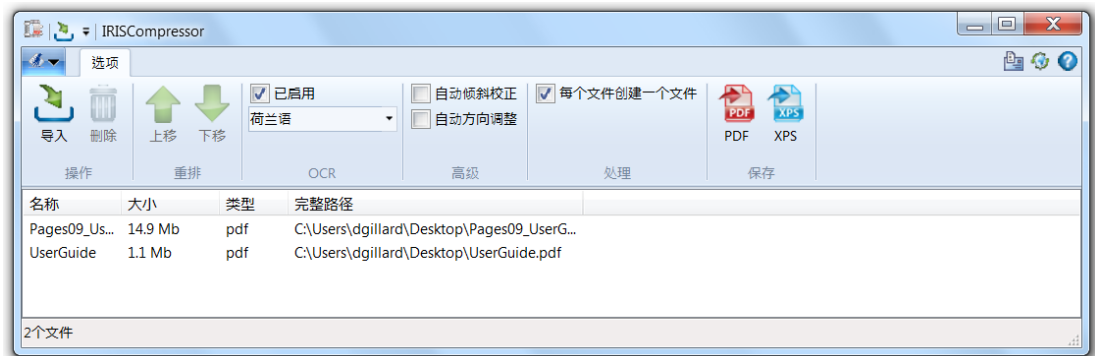 IRISCompressor
选项
已启用
自动倾斜校正
每个文件创建一个文件
荷兰语
自动方向调整
PDF
XPS
导入
删除
上移
下移
PDF
XPS
操作
重排
OCR
高级
处理
保存
名称 大小 类型 完整路径
Pages09_Us... 14.9 Mb pdf C:\Users\dgillard\Desktop\Pages09_UserG...
UserGuide 1.1 Mb pdf C:\Users\dgillard\Desktop\UserGuide.pdf
2个文件